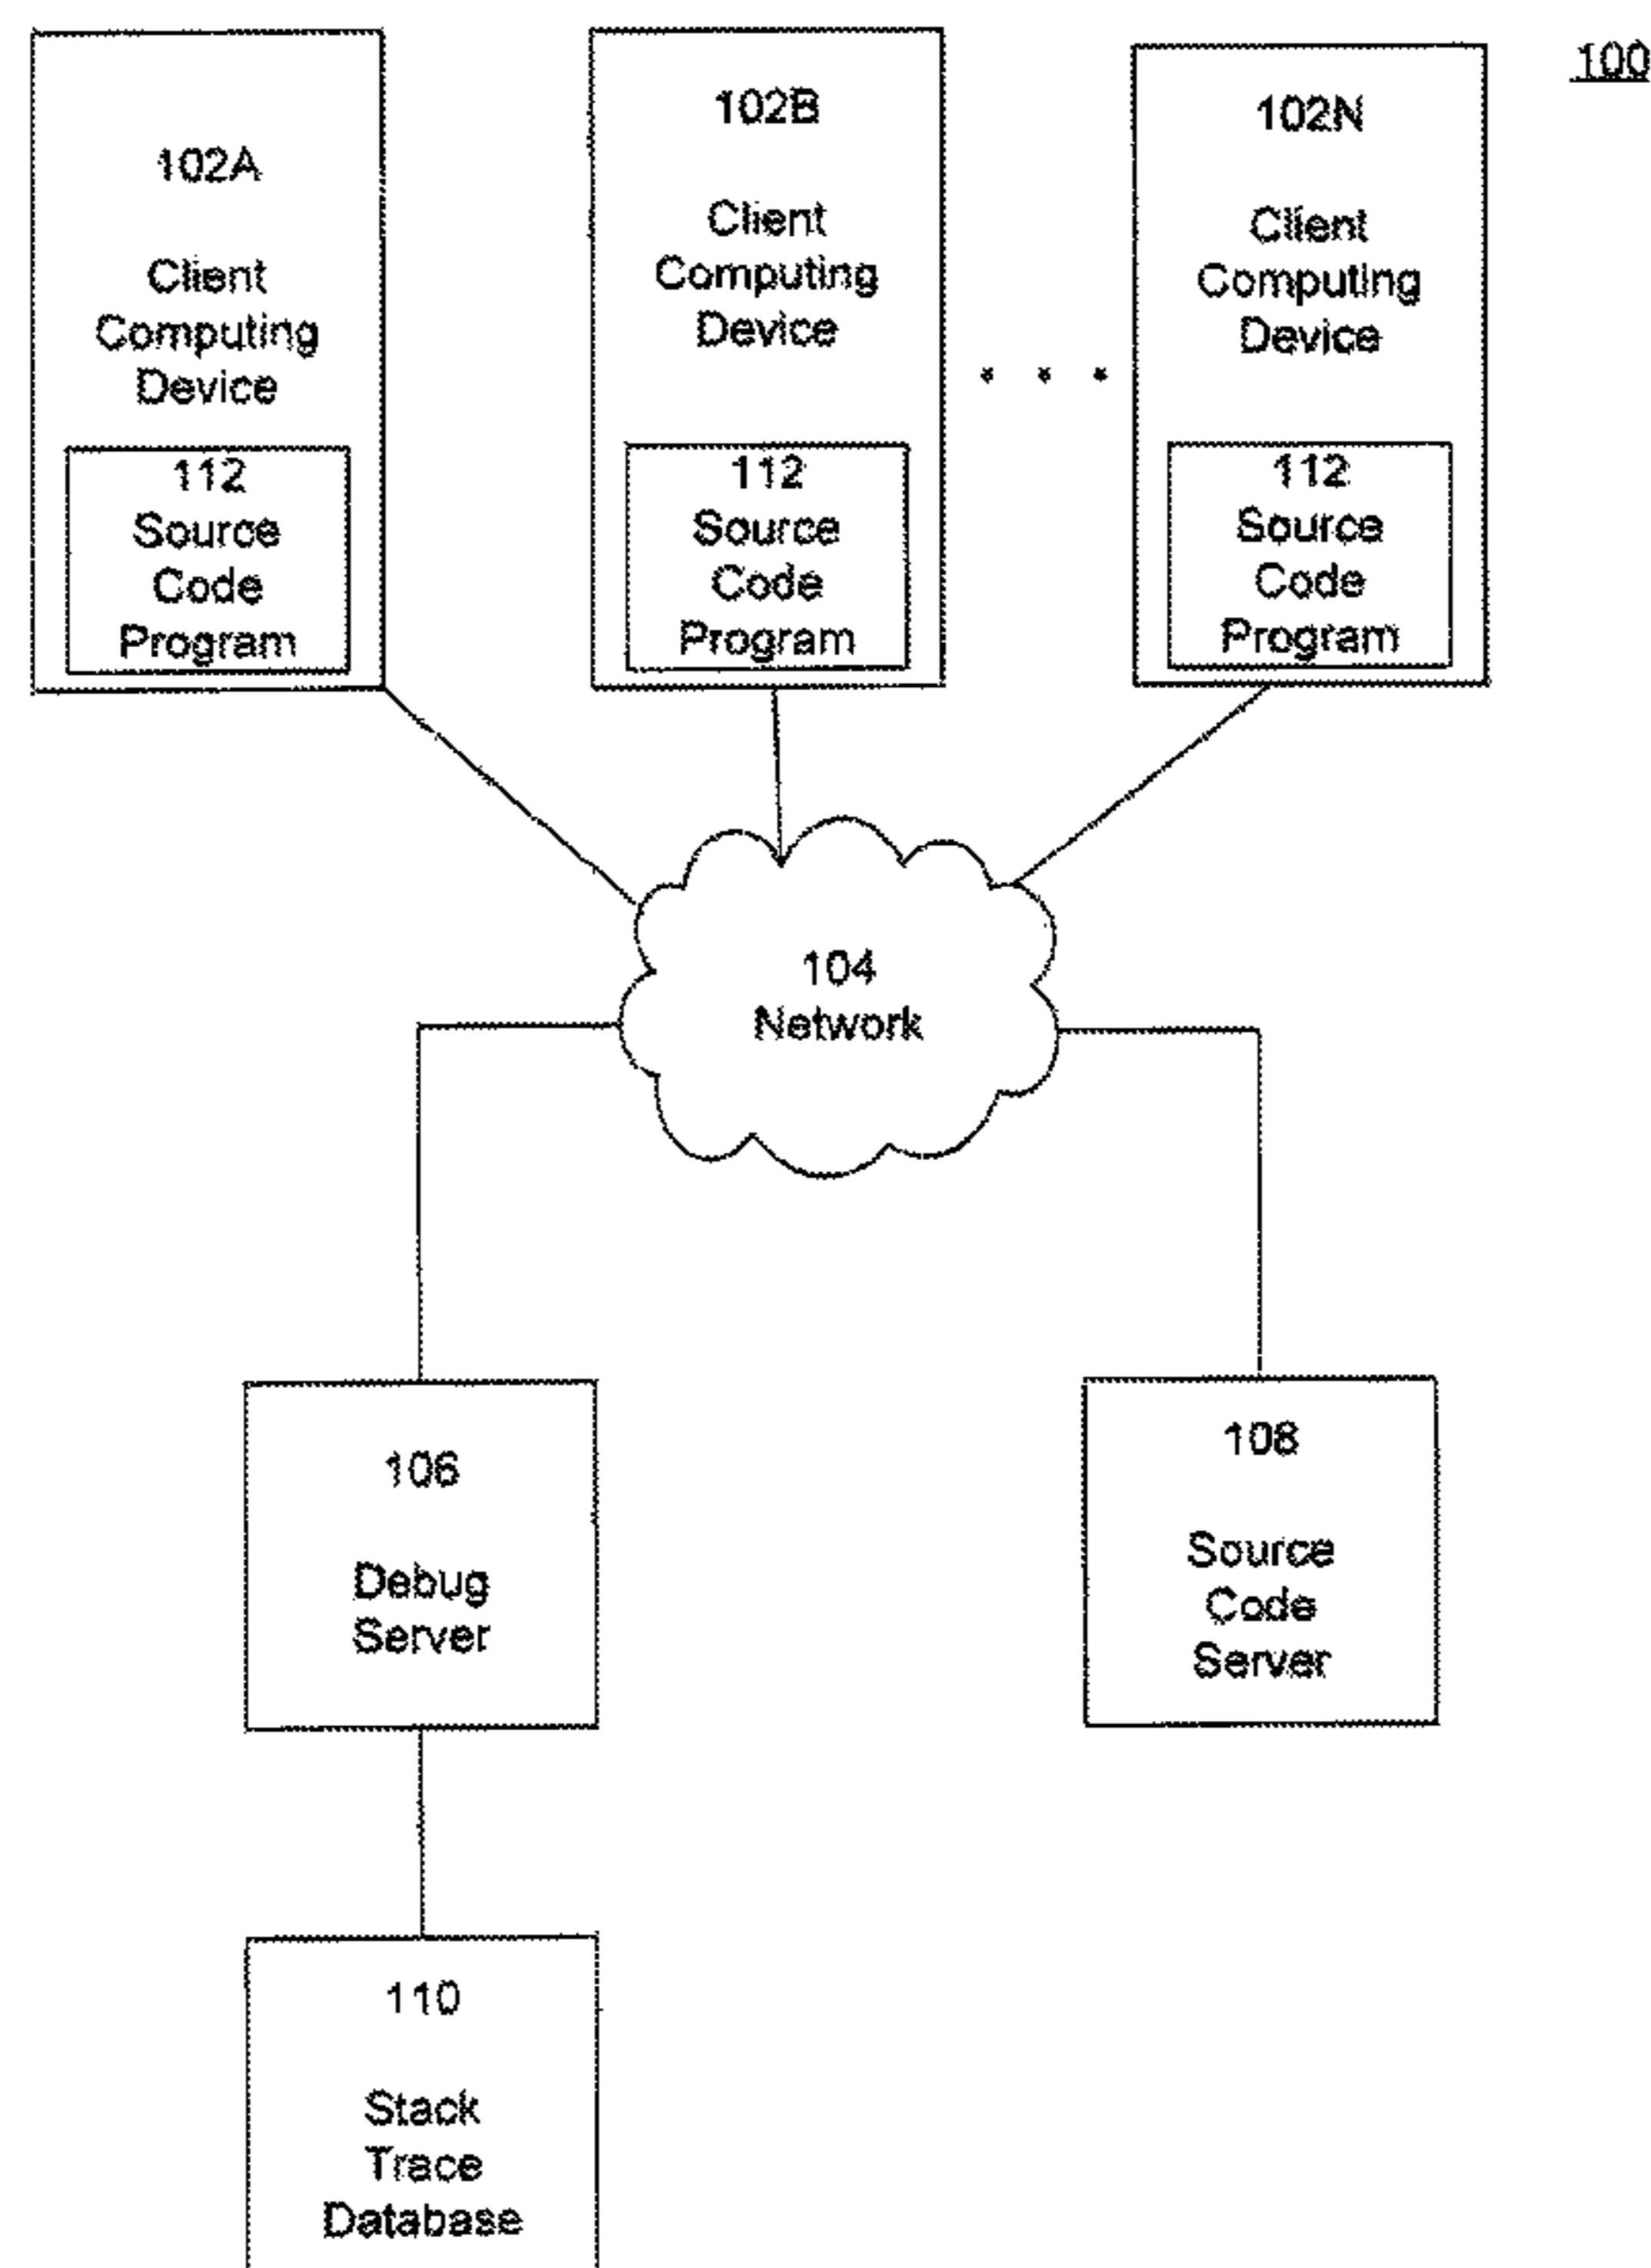 100
102A
Client
Computing
Device
112
Source
Code
Program
102B
Client
Computing
Device
112
Source
Code
Program
102N
Client
Computing
Device
112
Source
Code
Program
104
Network
106
Debug
Server
108
Source
Code
Server
110
Stack
Trace
Database